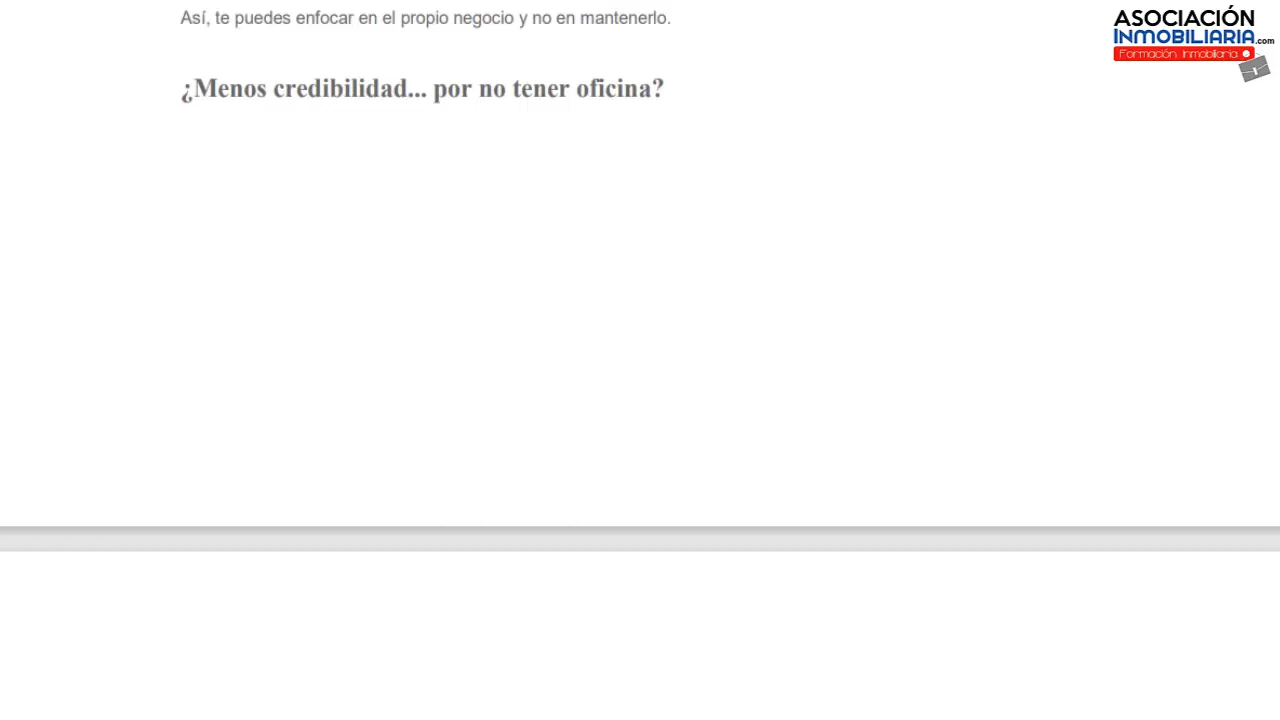 Así, te puedes enfocar en el propio negocio y no en mantenerlo.
ASOCIACIÓN
INMOBILIARIA.com
Formación Inmobiliaria
¿Menos credibilidad... por no tener oficina?